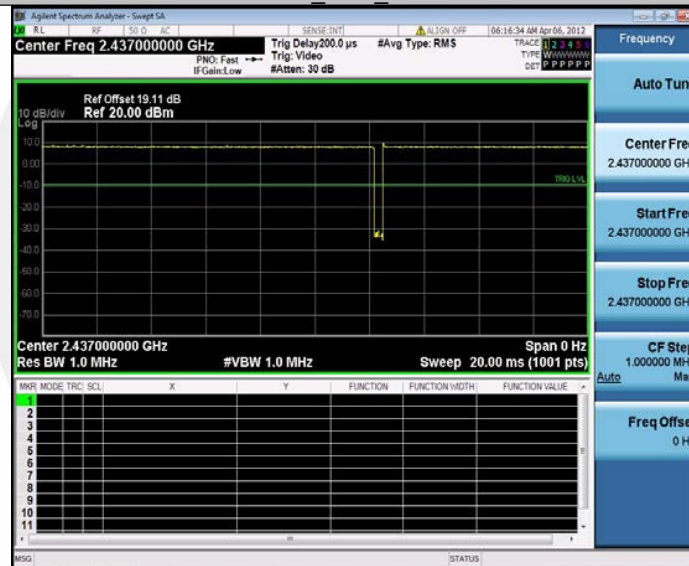 Agilent Spectrum Analyzer - Swept SA
RL RF 50 Ω AC SENSE:INT ALIGN OFF 06:16:34 AM Apr 06, 2012
Center Freq 2.437000000 GHz
PNO: Fast
IFGain:Low
Trig Delay200.0 µs
Trig: Video
#Atten: 30 dB
#Avg Type: RMS
TRACE 1 2 3 4 5 6
TYPE WWWWWW
DET P P P P P P
Ref Offset 19.11 dB
10 dB/div Ref 20.00 dBm
Log
10.0
0.00
-10.0
TRIG LVL
-20.0
-30.0
-40.0
-50.0
-60.0
-70.0
Center 2.437000000 GHz Span 0 Hz
Res BW 1.0 MHz #VBW 1.0 MHz Sweep 20.00 ms (1001 pts)
MKR MODE TRC SCL X Y FUNCTION FUNCTION WIDTH FUNCTION VALUE
1
2
3
4
5
6
7
8
9
10
11
MSG STATUS
Frequency
Auto Tun
Center Fre
2.437000000 GH
Start Fre
2.437000000 GH
Stop Fre
2.437000000 GH
CF Ste
1.000000 MH
Auto Ma
Freq Offse
0 H